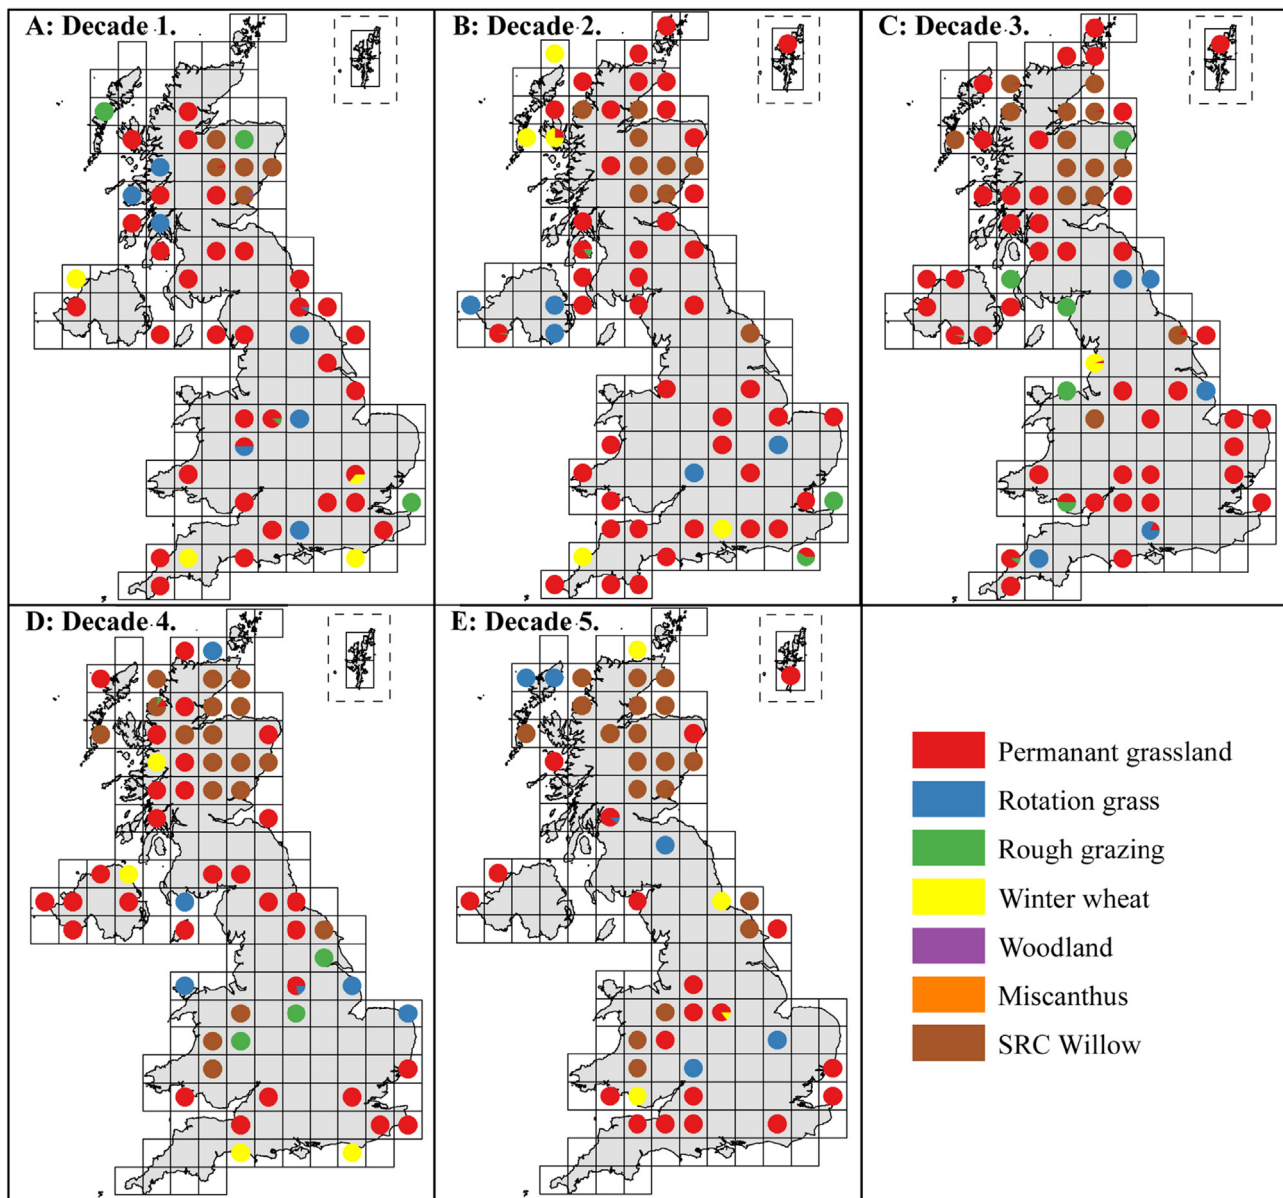 A: Decade 1.
B: Decade 2.
C: Decade 3.
D: Decade 4.
E: Decade 5.
Permanant grassland
Rotation grass
Rough grazing
Winter wheat
Woodland
Miscanthus
SRC Willow